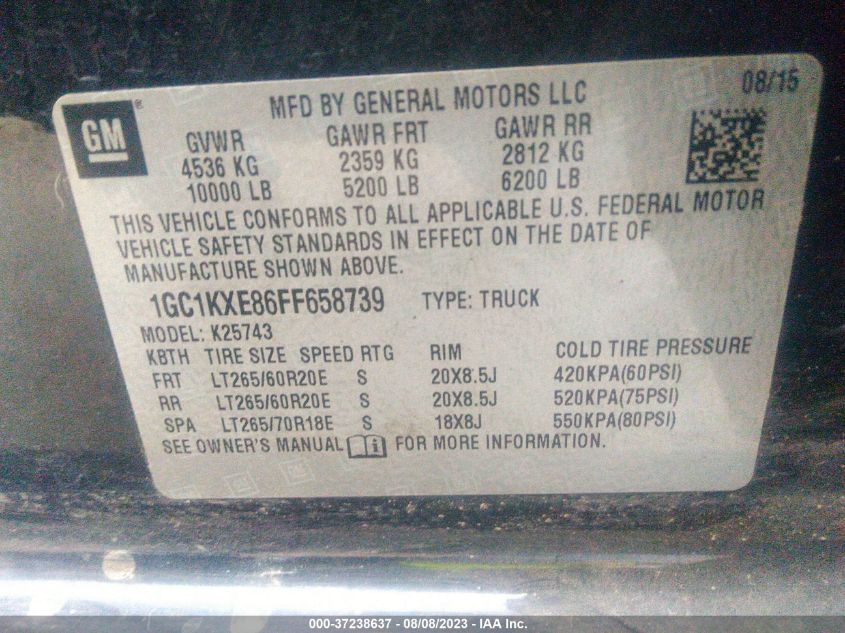 GM ®
MFD BY GENERAL MOTORS LLC 08/15
GVWR GAWR FRT GAWR RR
4536 KG 2359 KG 2812 KG
10000 LB 5200 LB 6200 LB
THIS VEHICLE CONFORMS TO ALL APPLICABLE U.S. FEDERAL MOTOR
VEHICLE SAFETY STANDARDS IN EFFECT ON THE DATE OF
MANUFACTURE SHOWN ABOVE.
1GC1KXE86FF658739 TYPE: TRUCK
MODEL: K25743
KBTH TIRE SIZE SPEED RTG RIM COLD TIRE PRESSURE
FRT LT265/60R20E S 20X8.5J 420KPA(60PSI)
RR LT265/60R20E S 20X8.5J 520KPA(75PSI)
SPA LT265/70R18E S 18X8J 550KPA(80PSI)
SEE OWNER'S MANUAL FOR MORE INFORMATION.
000-37238637 - 08/08/2023 - IAA Inc.